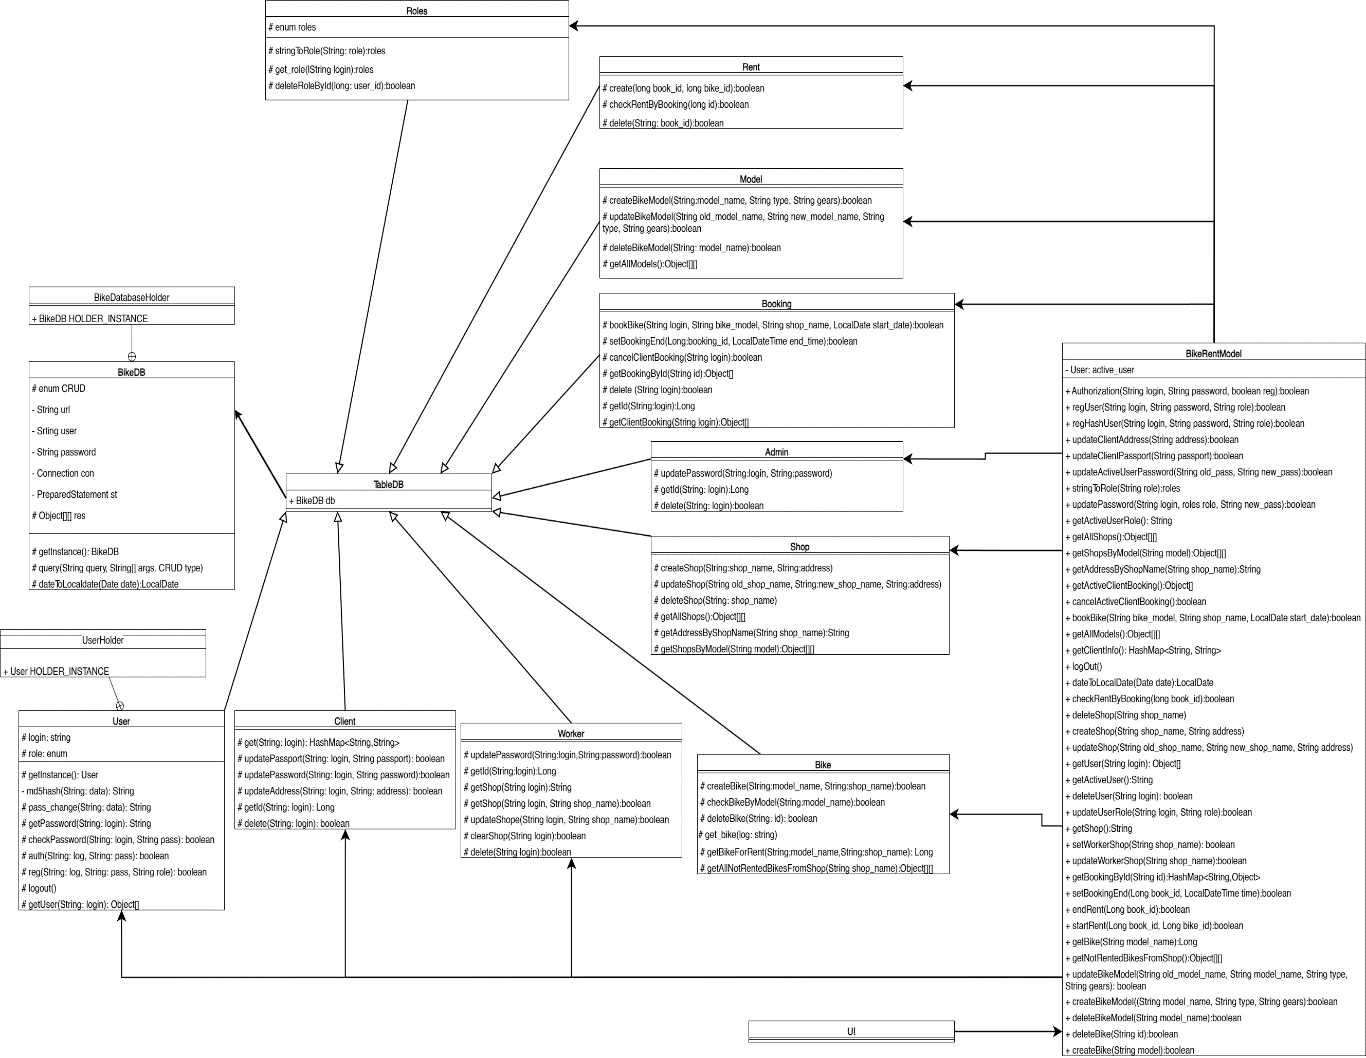 Roles
# enum roles
# stringToRole(String: role):roles
# get_role(lString login):roles
# deleteRoleById(long: user_id):boolean
Rent
# create(long book_id, long bike_id):boolean
# checkRentByBooking(long id):boolean
# delete(String: book_id):boolean
Model
# createBikeModel(String:model_name, String type, String gears):boolean
# updateBikeModel(String old_model_name, String new_model_name, String
type, String gears):boolean
# deleteBikeModel(String: model_name):boolean
# getAllModels():Object[][]
Booking
# bookBike(String login, String bike_model, String shop_name, LocalDate start_date):boolean
# setBookingEnd(Long:booking_id, LocalDateTime end_time):boolean
# cancelClientBooking(String login):boolean
# getBookingById(String id):Object[]
# delete (String login):boolean
# getId(String:login):Long
# getClientBooking(String login):Object[]
BikeDatabaseHolder
+ BikeDB HOLDER_INSTANCE
BikeDB
# enum CRUD
- String url
- Srting user
- String password
- Connection con
- PreparedStatement st
# Object[][] res
# getInstance(): BikeDB
# query(String query, String[] args. CRUD type)
# dateToLocaldate(Date date):LocalDate
TableDB
+ BikeDB db
Admin
# updatePassword(String:login, String:password)
# getId(String: login):Long
# delete(String: login):boolean
Shop
# createShop(String:shop_name, String:address)
# updateShop(String old_shop_name, String:new_shop_name, String:address)
# deleteShop(String: shop_name)
# getAllShops():Object[][]
# getAddressByShopName(String shop_name):String
# getShopsByModel(String model):Object[][]
UserHolder
+ User HOLDER_INSTANCE
User
# login: string
# role: enum
# getInstance(): User
- md5hash(String: data): String
# pass_change(String: data): String
# getPassword(String: login): String
# checkPassword(String: login, String pass): boolean
# auth(String: log, String: pass): boolean
# reg(String: log, String: pass, String role): boolean
# logout()
# getUser(String: login): Object[]
Client
# get(String: login): HashMap<String,String>
# updatePassport(String: login, String passport): boolean
# updatePassword(String: login, String password):boolean
# updateAddress(String: login, String: address): boolean
# getId(String: login): Long
# delete(String: login): boolean
Worker
# updatePassword(String:login,String:password):boolean
# getId(String:login):Long
# getShop(String login):String
# getShop(String login, String shop_name):boolean
# updateShope(String login, String shop_name):boolean
# clearShop(String login):boolean
# delete(String login):boolean
Bike
# createBike(String:model_name, String:shop_name):boolean
# checkBikeByModel(String:model_name):boolean
# deleteBike(String: id): boolean
# get_bike(log: string)
# getBikeForRent(String:model_name,String:shop_name): Long
# getAllNotRentedBikesFromShop(String shop_name):Object[][]
BikeRentModel
- User: active_user
+ Authorization(String login, String password, boolean reg):boolean
+ regUser(String login, String password, String role):boolean
+ regHashUser(String login, String password, String role):boolean
+ updateClientAddress(String address):boolean
+ updateClientPassport(String passport):boolean
+ updateActiveUserPassword(String old_pass, String new_pass):boolean
+ stringToRole(String role):roles
+ updatePassword(String login, roles role, String new_pass):boolean
+ getActiveUserRole(): String
+ getAllShops():Object[][]
+ getShopsByModel(String model):Object[][]
+ getAddressByShopName(String shop_name):String
+ getActiveClientBooking():Object[]
+ cancelActiveClientBooking():boolean
+ bookBike(String bike_model, String shop_name, LocalDate start_date):boolean
+ getAllModels():Object[][]
+ getClientInfo(): HashMap<String, String>
+ logOut()
+ dateToLocalDate(Date date):LocalDate
+ checkRentByBooking(long book_id):boolean
+ deleteShop(String shop_name)
+ createShop(String shop_name, String address)
+ updateShop(String old_shop_name, String new_shop_name, String address)
+ getUser(String login): Object[]
+ getActiveUser():String
+ deleteUser(String login): boolean
+ updateUserRole(String login, String role):boolean
+ getShop():String
+ setWorkerShop(String shop_name): boolean
+ updateWorkerShop(String shop_name):boolean
+ getBookingById(String id):HashMap<String,Object>
+ setBookingEnd(Long book_id, LocalDateTime time):boolean
+ endRent(Long book_id):boolean
+ startRent(Long book_id, Long bike_id):boolean
+ getBike(String model_name):Long
+ getNotRentedBikesFromShop():Object[][]
+ updateBikeModel(String old_model_name, String model_name, String type,
String gears): boolean
+ createBikeModel((String model_name, String type, String gears):boolean
+ deleteBikeModel(String model_name):boolean
+ deleteBike(String id):boolean
+ createBike(String model):boolean
UI